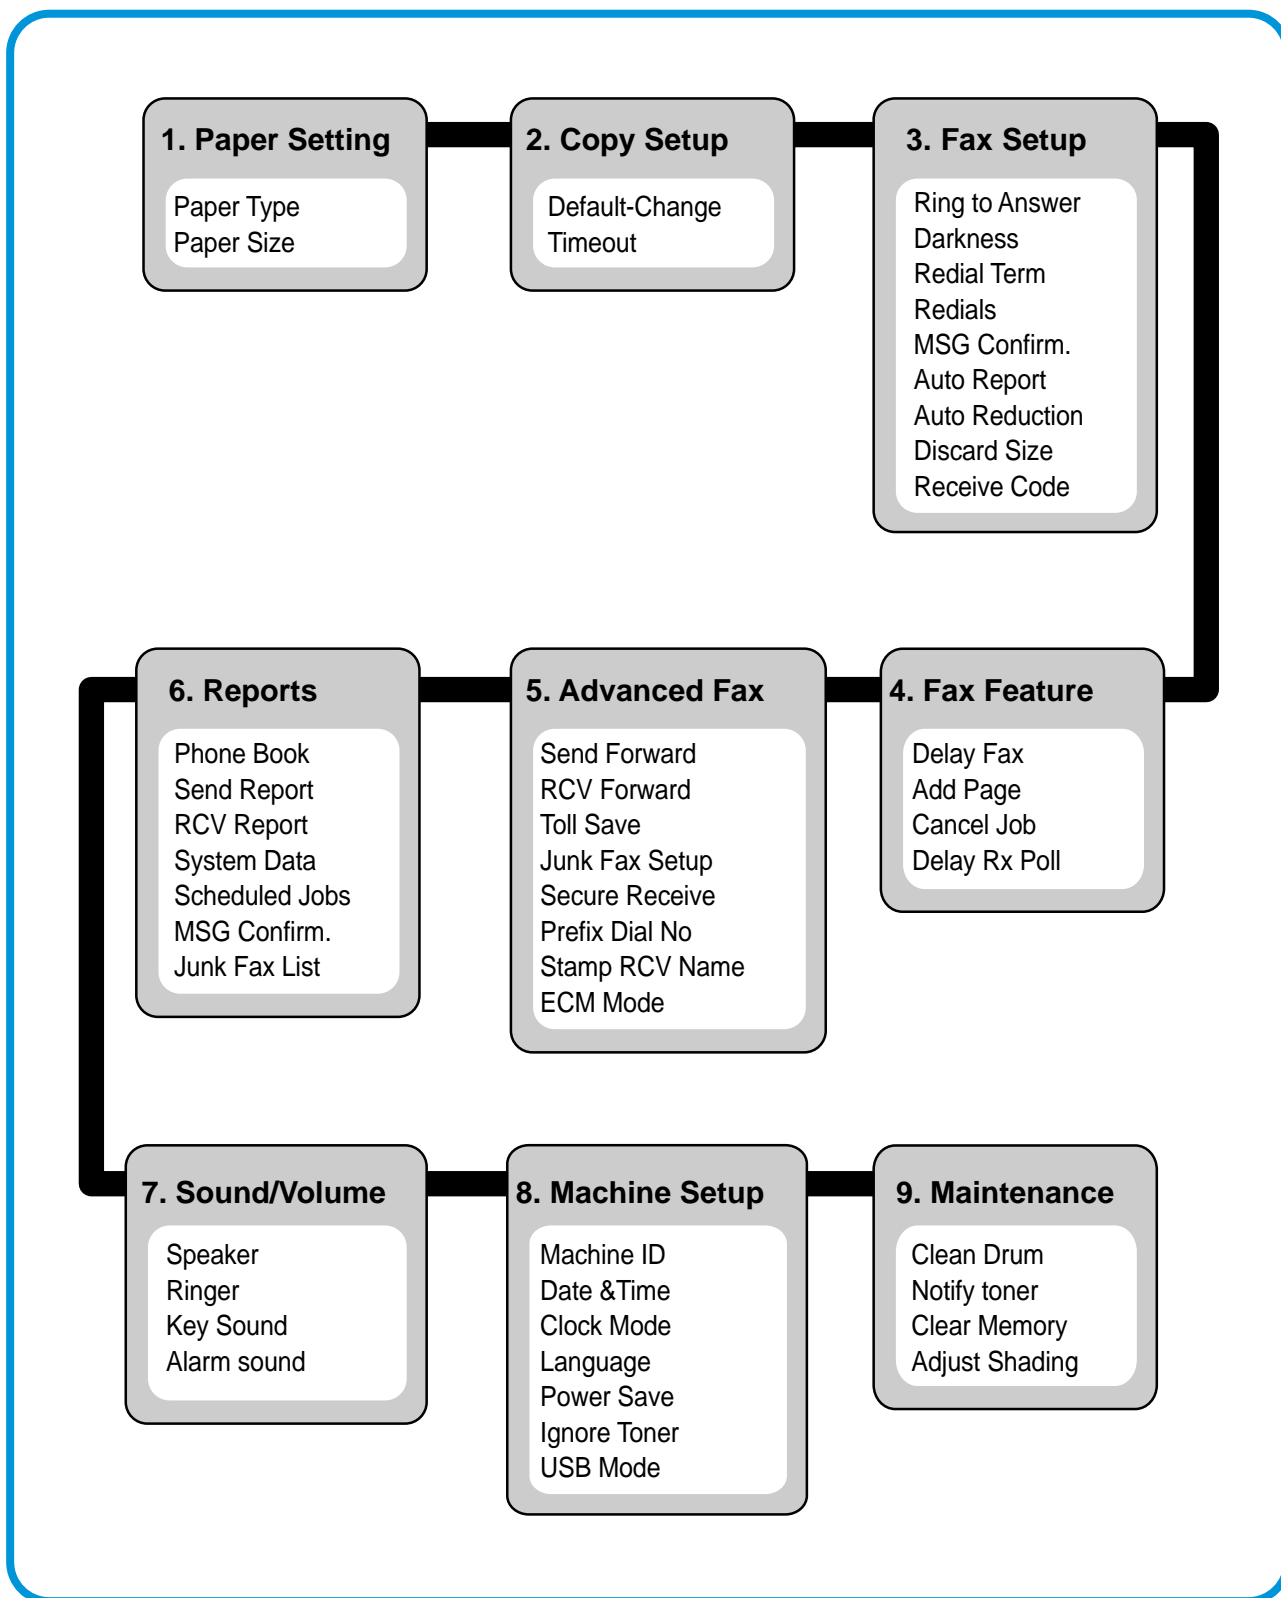 1. Paper Setting
Paper Type
Paper Size
2. Copy Setup
Default-Change
Timeout
3. Fax Setup
Ring to Answer
Darkness
Redial Term
Redials
MSG Confirm.
Auto Report
Auto Reduction
Discard Size
Receive Code
6. Reports
Phone Book
Send Report
RCV Report
System Data
Scheduled Jobs
MSG Confirm.
Junk Fax List
5. Advanced Fax
Send Forward
RCV Forward
Toll Save
Junk Fax Setup
Secure Receive
Prefix Dial No
Stamp RCV Name
ECM Mode
4. Fax Feature
Delay Fax
Add Page
Cancel Job
Delay Rx Poll
7. Sound/Volume
Speaker
Ringer
Key Sound
Alarm sound
8. Machine Setup
Machine ID
Date &Time
Clock Mode
Language
Power Save
Ignore Toner
USB Mode
9. Maintenance
Clean Drum
Notify toner
Clear Memory
Adjust Shading